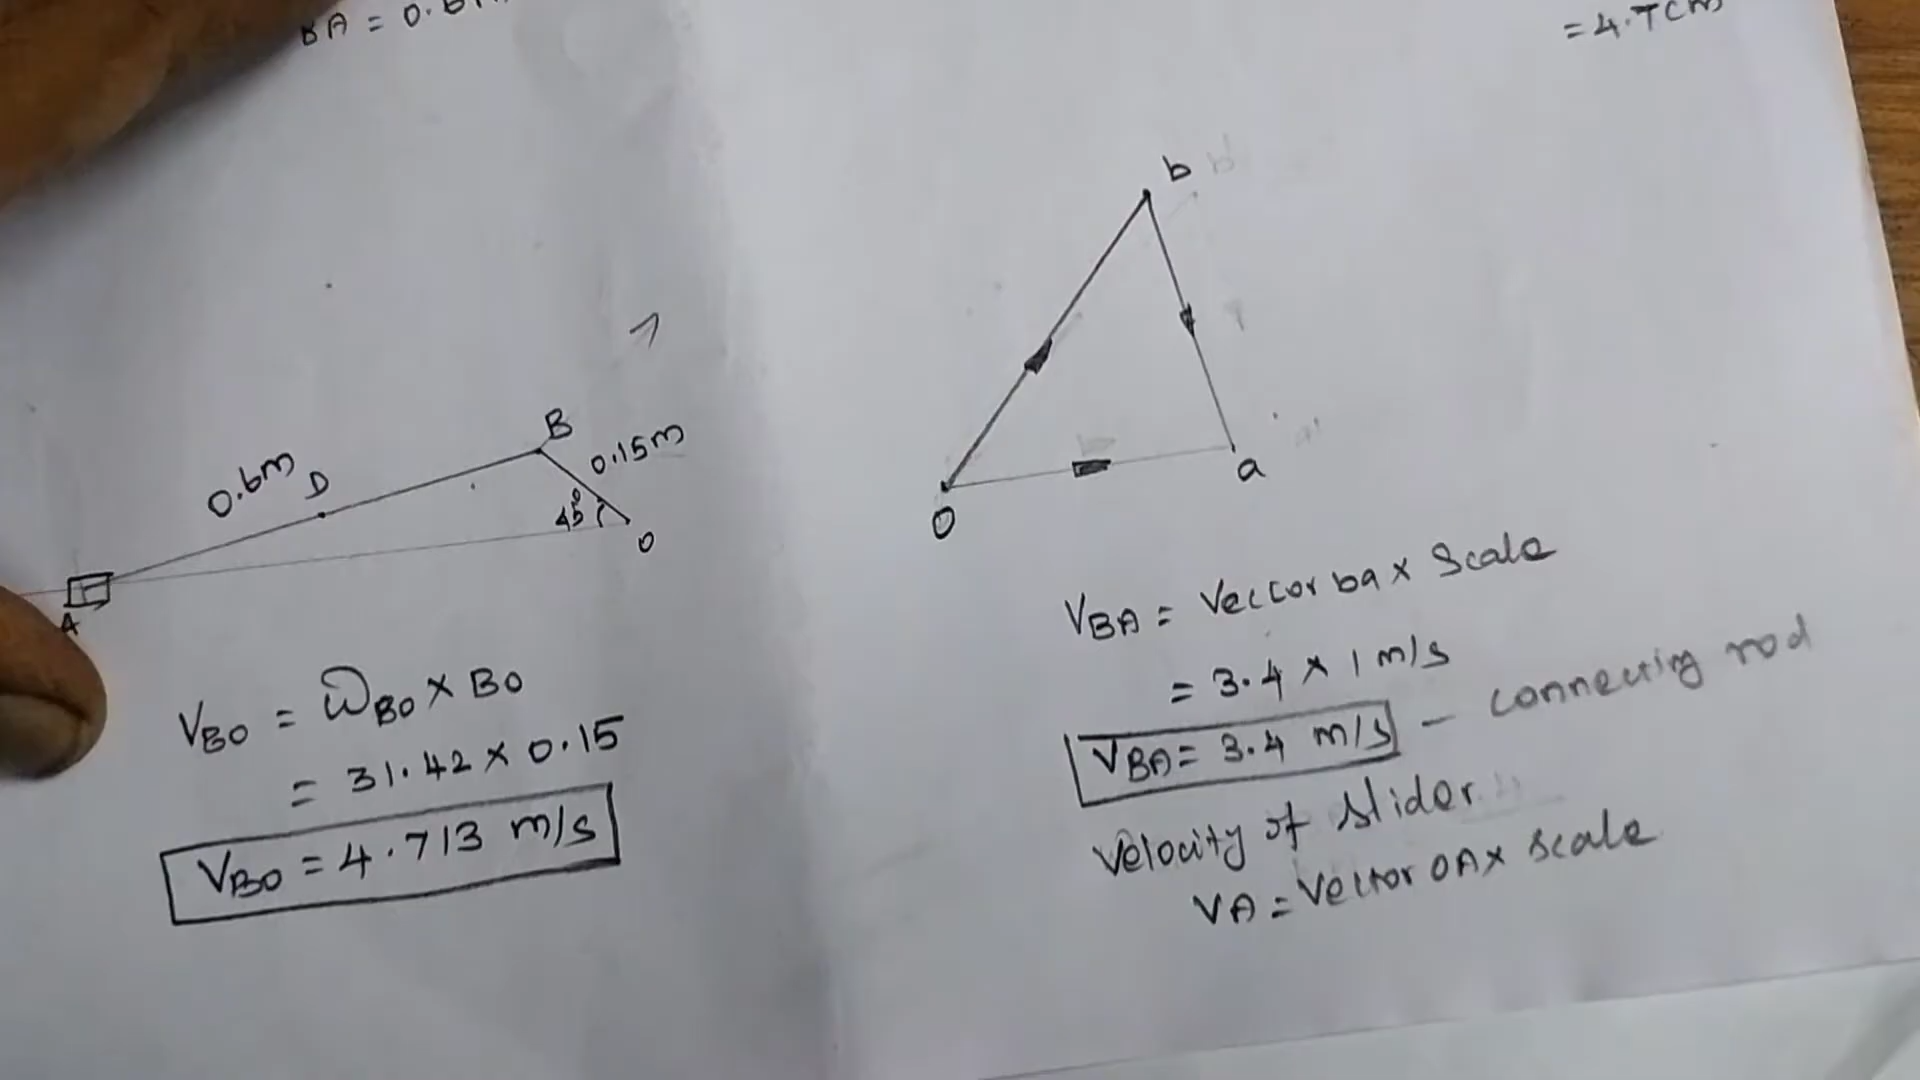 BA = 0.6
= 4.7cm
b
B
0.15m
0.6m
D
45°
O
A
a
O
VBO = ωBO × BO
= 31.42 × 0.15
VBO = 4.713 m/s
VBA = Vector ba × Scale
= 3.4 × 1 m/s
VBA = 3.4 m/s - connecting rod
Velocity of slider
VA = Vector OA × Scale